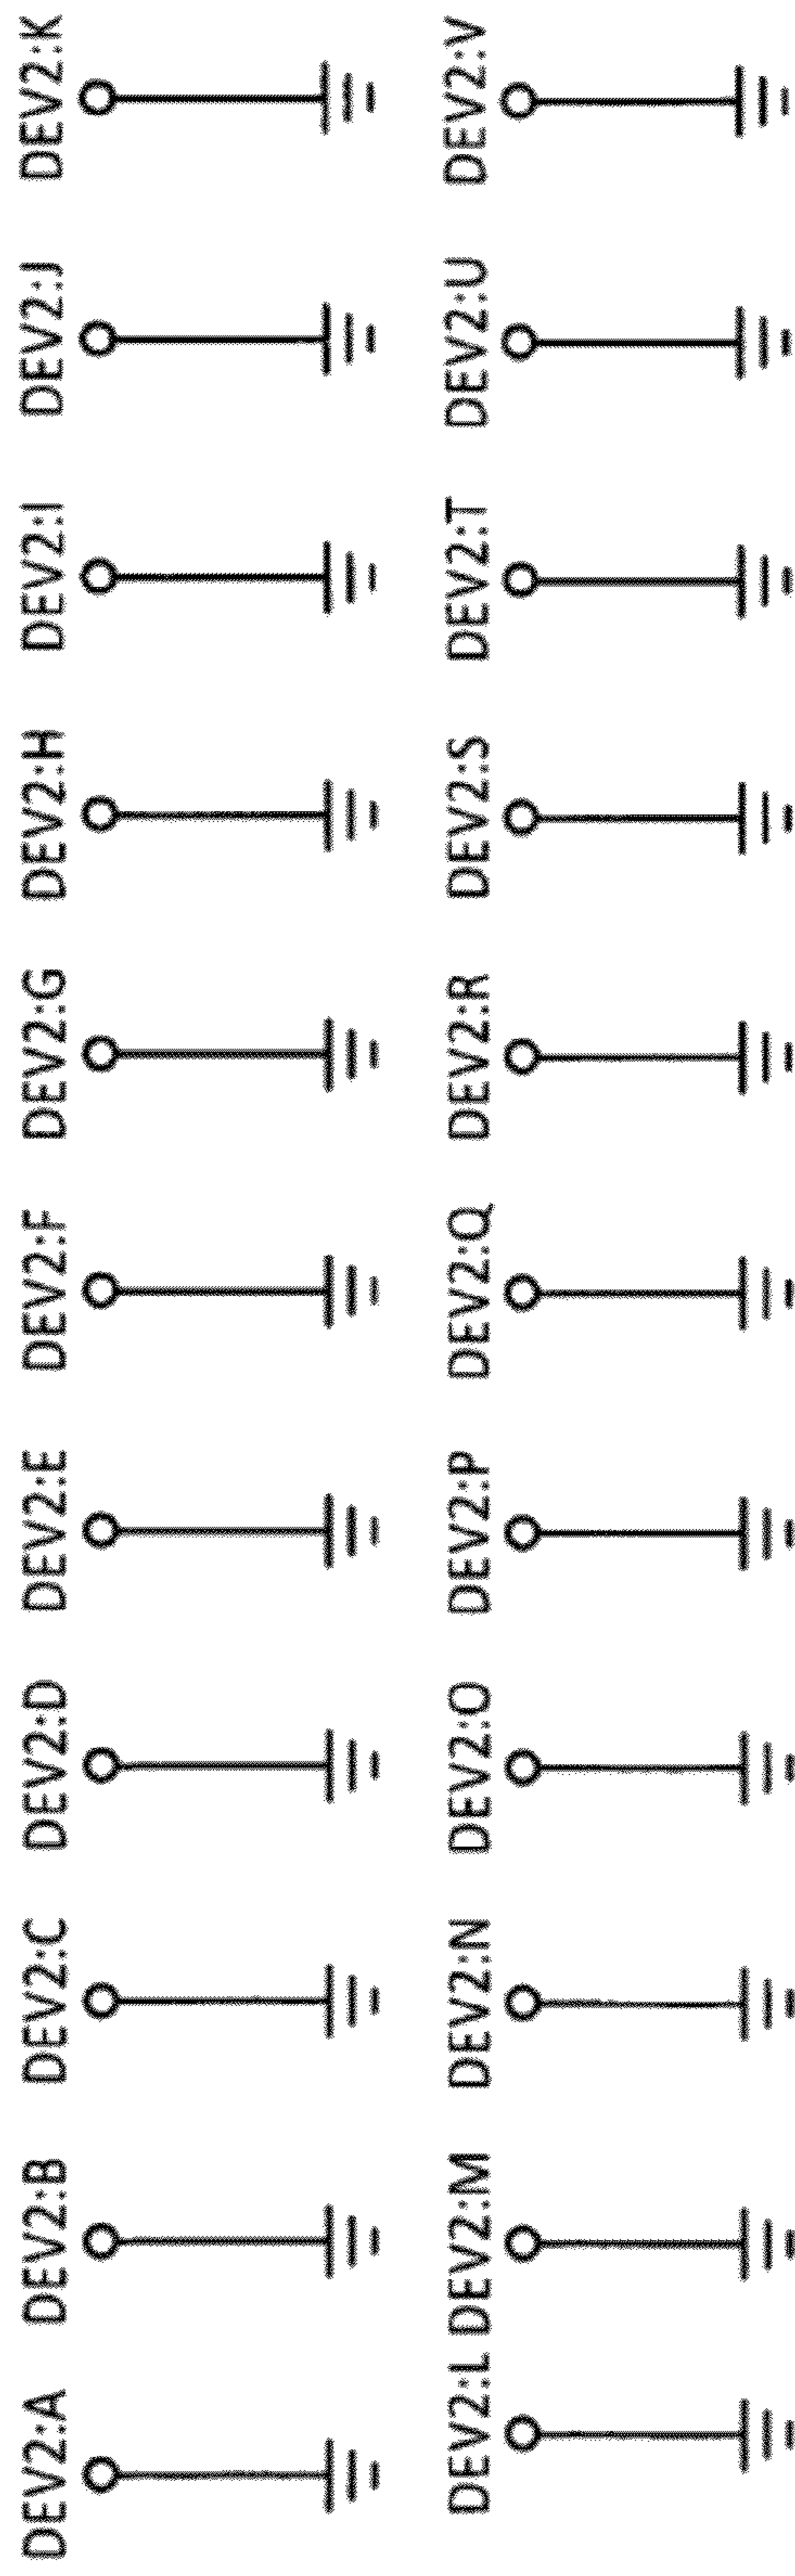 DEV2:A
DEV2:B
DEV2:C
DEV2:D
DEV2:E
DEV2:F
DEV2:G
DEV2:H
DEV2:I
DEV2:J
DEV2:K
DEV2:L
DEV2:M
DEV2:N
DEV2:O
DEV2:P
DEV2:Q
DEV2:R
DEV2:S
DEV2:T
DEV2:U
DEV2:V